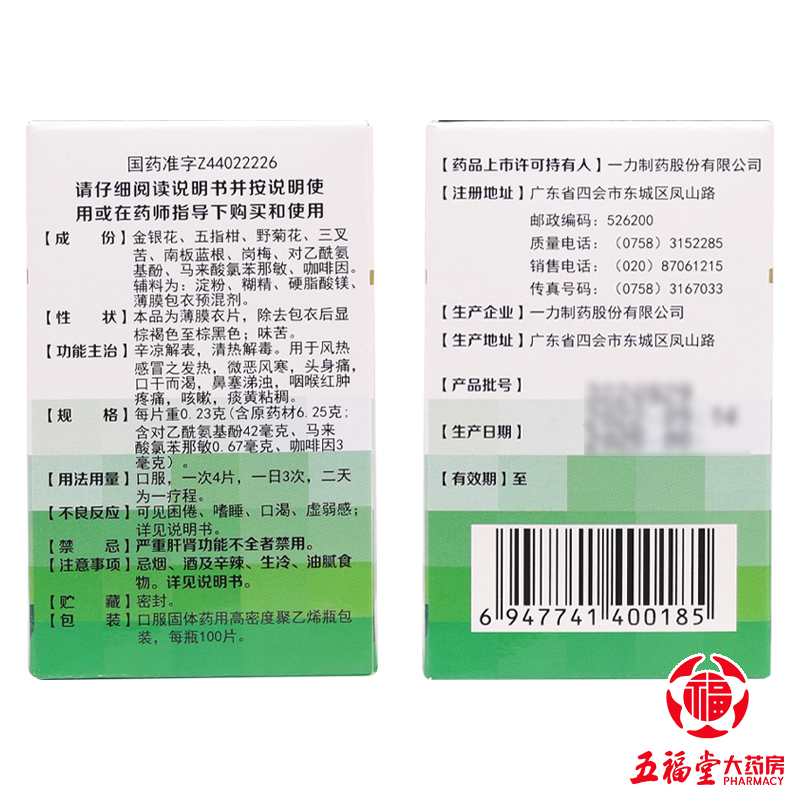 国药准字Z44022226
请仔细阅读说明书并按说明使
用或在药师指导下购买和使用
【成 份】金银花、五指柑、野菊花、三叉
苦、南板蓝根、岗梅、对乙酰氨
基酚、马来酸氯苯那敏、咖啡因。
辅料为：淀粉、糊精、硬脂酸镁、
薄膜包衣预混剂。
【性 状】本品为薄膜衣片，除去包衣后显
棕褐色至棕黑色；味苦。
【功能主治】辛凉解表，清热解毒。用于风热
感冒之发热，微恶风寒，头身痛，
口干而渴，鼻塞涕浊，咽喉红肿
疼痛，咳嗽，痰黄粘稠。
【规 格】每片重0.23克(含原药材6.25克；
含对乙酰氨基酚42毫克、马来
酸氯苯那敏0.67毫克、咖啡因3
毫克）。
【用法用量】口服，一次4片，一日3次，二天
为一疗程。
【不良反应】可见困倦、嗜睡、口渴、虚弱感；
详见说明书。
【禁 忌】严重肝肾功能不全者禁用。
【注意事项】忌烟、酒及辛辣、生冷、油腻食
物。详见说明书。
【贮 藏】密封。
【包 装】口服固体药用高密度聚乙烯瓶包
装，每瓶100片。
【药品上市许可持有人】一力制药股份有限公司
【注册地址】广东省四会市东城区凤山路
邮政编码：526200
质量电话：（0758）3152285
销售电话：（020）87061215
传真号码：（0758）3167033
【生产企业】一力制药股份有限公司
【生产地址】广东省四会市东城区凤山路
【产品批号】
【生产日期】
【有效期】至
6 947741 400185
福
五福堂大药房
PHARMACY